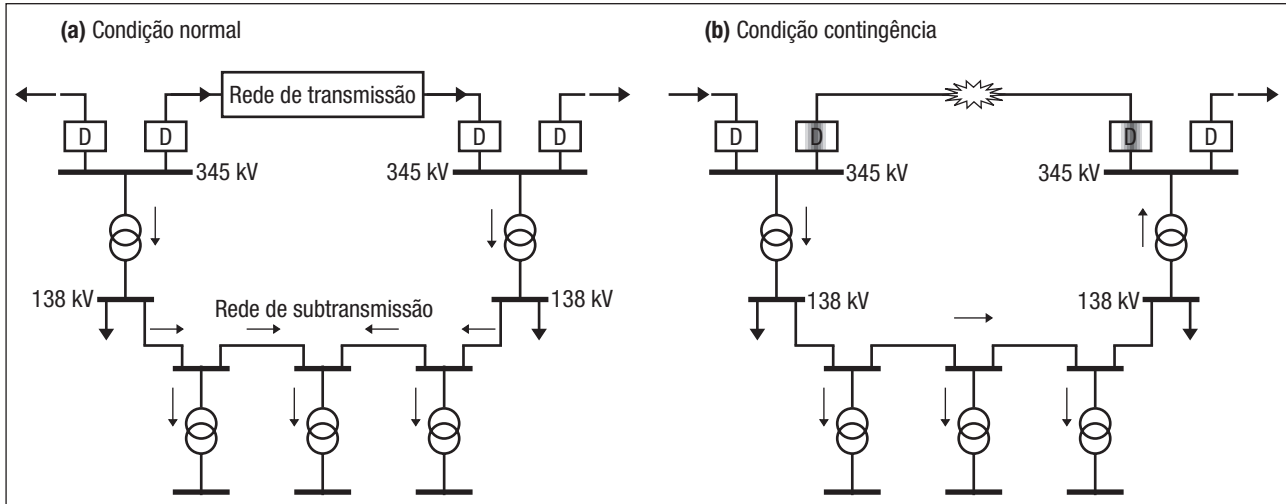 (a) Condição normal
Rede de transmissão
D
D
D
D
345 kV
345 kV
138 kV
138 kV
Rede de subtransmissão
(b) Condição contingência
D
D
D
D
345 kV
345 kV
138 kV
138 kV